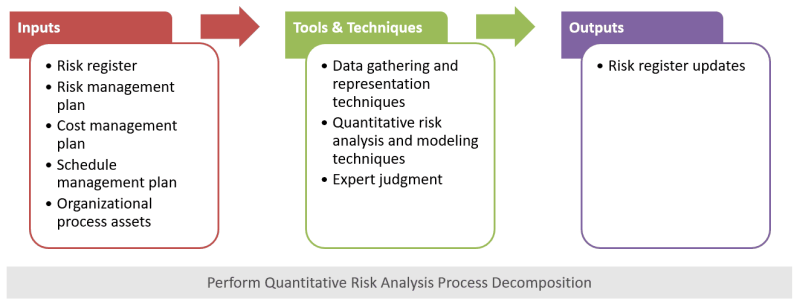 Inputs
• Risk register
• Risk management
plan
• Cost management
plan
• Schedule
management plan
• Organizational
process assets
Tools & Techniques
• Data gathering and
representation
techniques
• Quantitative risk
analysis and modeling
techniques
• Expert judgment
Outputs
• Risk register updates
Perform Quantitative Risk Analysis Process Decomposition